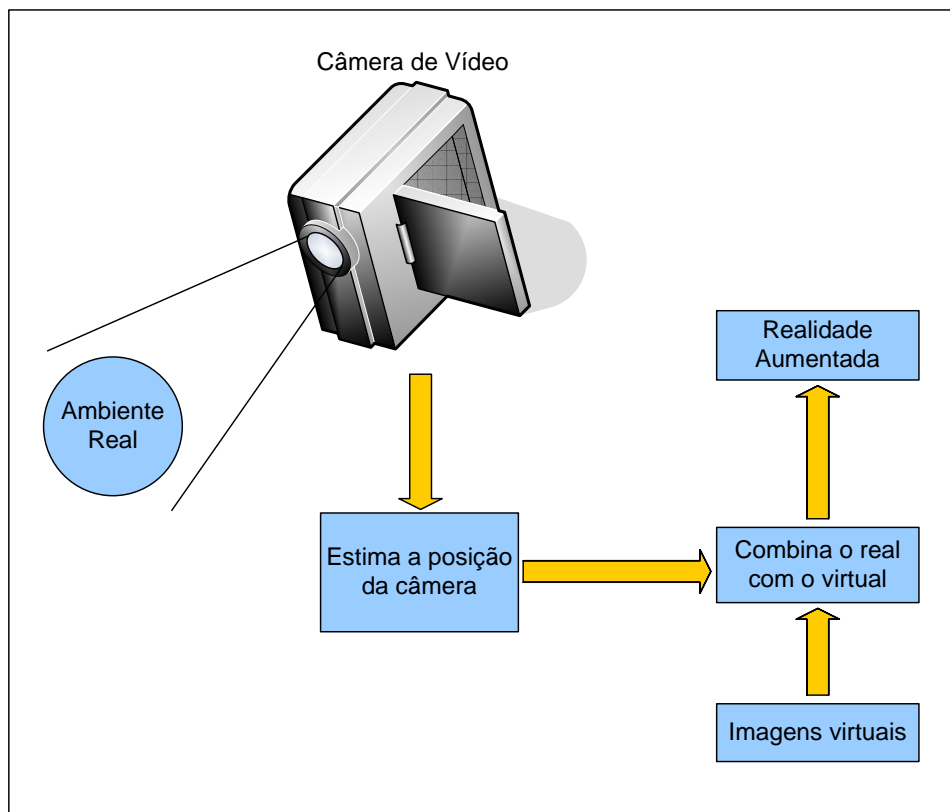 Câmera de Vídeo
Realidade
Aumentada
Ambiente
Real
Estima a posição
da câmera
Combina o real
com o virtual
Imagens virtuais